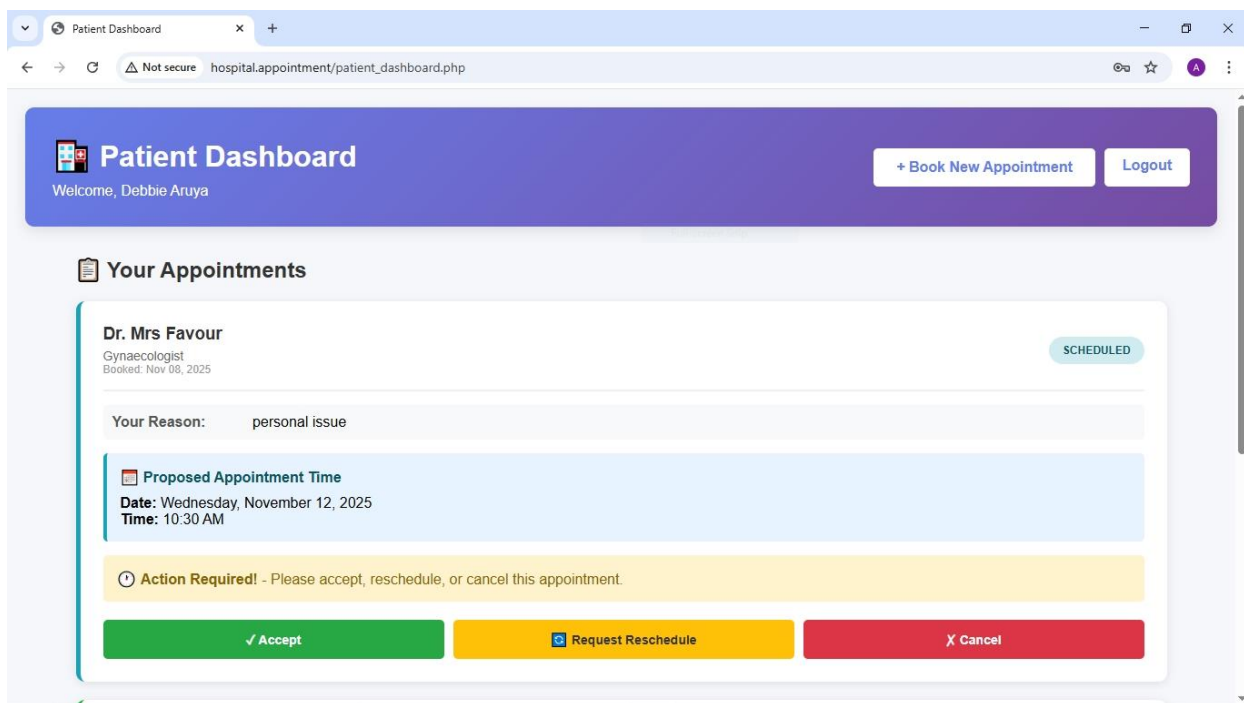 Patient Dashboard
Not secure hospital.appointment/patient_dashboard.php
A
Patient Dashboard
+ Book New Appointment
Logout
Welcome, Debbie Aruya
Your Appointments
Dr. Mrs Favour
Gynaecologist
Booked: Nov 08, 2025
SCHEDULED
Your Reason: personal issue
Proposed Appointment Time
Date: Wednesday, November 12, 2025
Time: 10:30 AM
Action Required! - Please accept, reschedule, or cancel this appointment.
✓ Accept
Request Reschedule
✗ Cancel